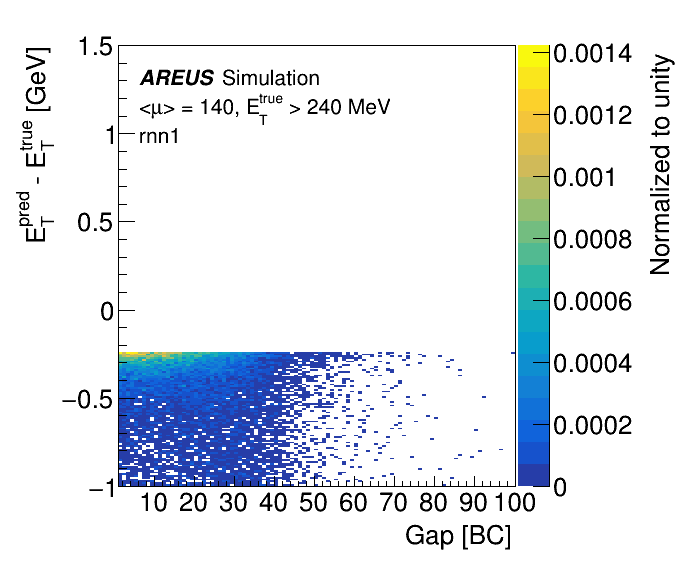 AREUS Simulation
<μ> = 140, E_T^true > 240 MeV
rnn1
E_T^pred - E_T^true [GeV]
1.5
1
0.5
0
−0.5
−1
10 20 30 40 50 60 70 80 90 100
Gap [BC]
0.0014
0.0012
0.001
0.0008
0.0006
0.0004
0.0002
0
Normalized to unity